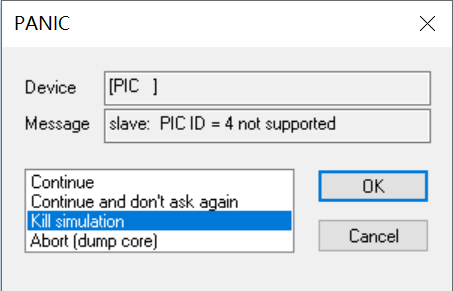 PANIC
Device [PIC ]
Message slave: PIC ID = 4 not supported
Continue
Continue and don't ask again
Kill simulation
Abort (dump core)
OK
Cancel